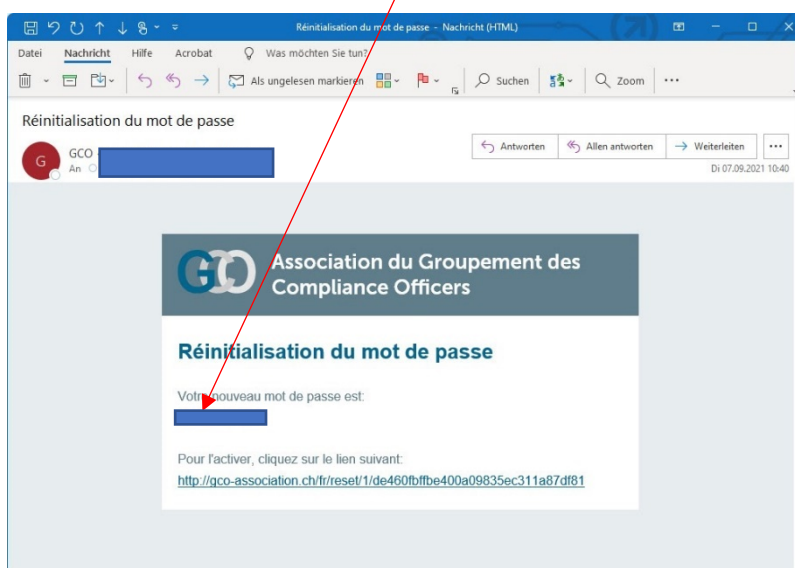 Réinitialisation du mot de passe - Nachricht (HTML)
Datei Nachricht Hilfe Acrobat Was möchten Sie tun?
Als ungelesen markieren Suchen Zoom
Réinitialisation du mot de passe
Antworten Allen antworten Weiterleiten
G GCO
An
Di 07.09.2021 10:40
GCO Association du Groupement des
Compliance Officers
Réinitialisation du mot de passe
Votre nouveau mot de passe est:
Pour l'activer, cliquez sur le lien suivant:
http://gco-association.ch/fr/reset/1/de460fbffbe400a09835ec311a87df81